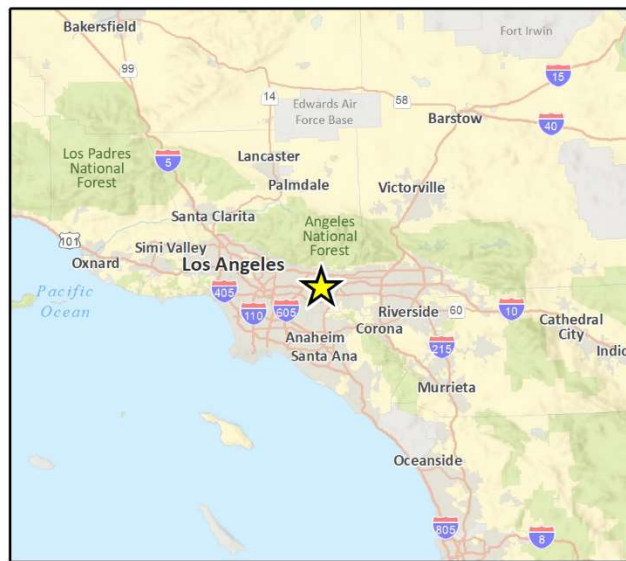 Bakersfield
Fort Irwin
99
15
14
Edwards Air
Force Base
58
Barstow
40
Los Padres
National
Forest
5
Lancaster
Palmdale
Victorville
Santa Clarita
Angeles
National
Forest
101
Simi Valley
Oxnard
Los Angeles
Pacific
Ocean
405
110
605
Riverside
60
10
Cathedral
City
Corona
Anaheim
Santa Ana
215
Indio
Murrieta
Oceanside
805
8